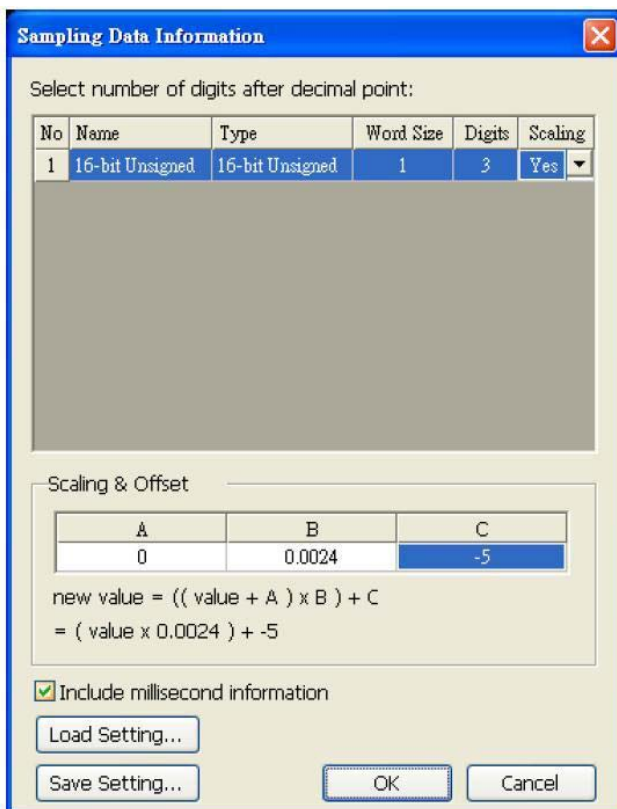 Sampling Data Information
Select number of digits after decimal point:
No Name Type Word Size Digits Scaling
1 16-bit Unsigned 16-bit Unsigned 1 3 Yes
Scaling & Offset
A B C
0 0.0024 -5
new value = (( value + A ) x B ) + C
= ( value x 0.0024 ) + -5
Include millisecond information
Load Setting...
Save Setting... OK Cancel